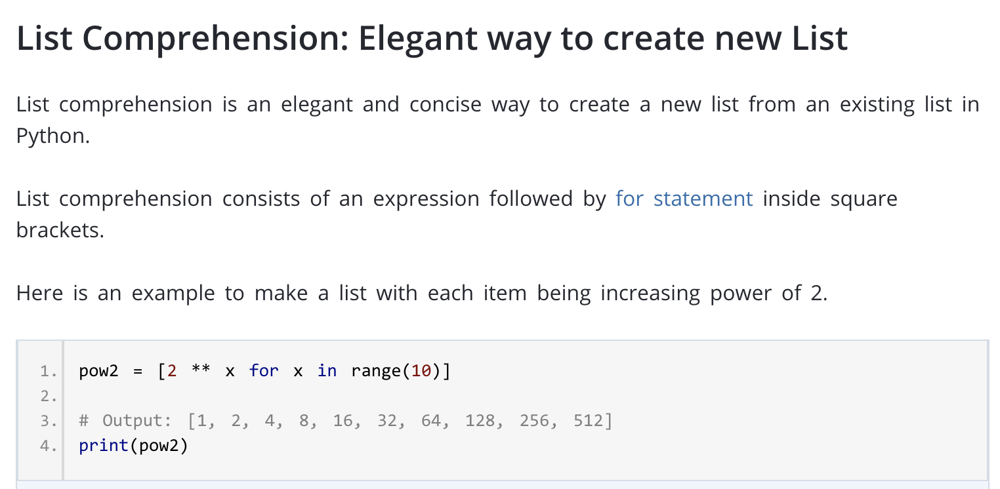 List Comprehension: Elegant way to create new List
List comprehension is an elegant and concise way to create a new list from an existing list in
Python.
List comprehension consists of an expression followed by for statement inside square
brackets.
Here is an example to make a list with each item being increasing power of 2.
1. pow2 = [2 ** x for x in range(10)]
2.
3. # Output: [1, 2, 4, 8, 16, 32, 64, 128, 256, 512]
4. print(pow2)